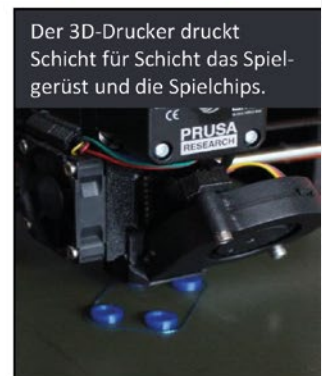 Der 3D-Drucker druckt
Schicht für Schicht das Spiel-
gerüst und die Spielchips.
CE
PRUSA
RESEARCH